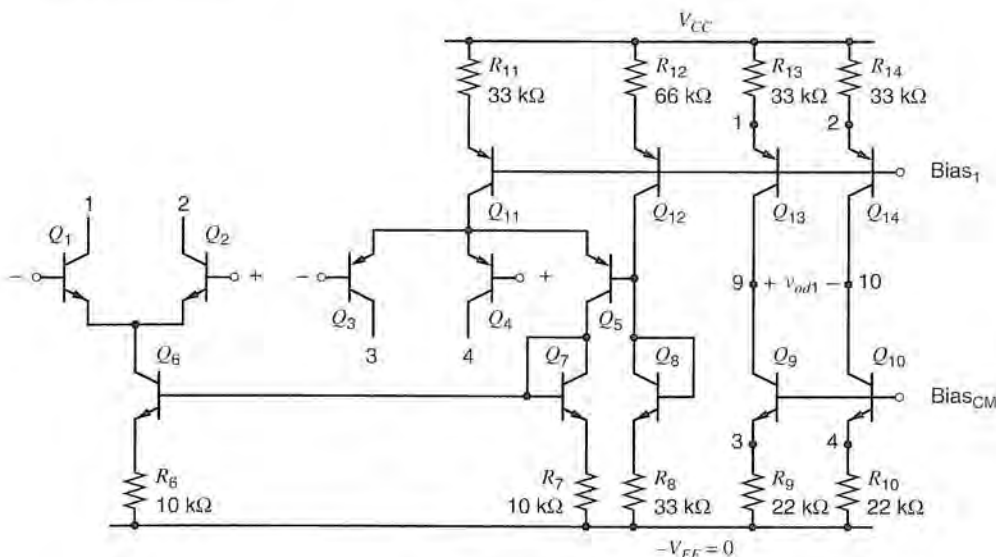 V_CC
R_11
33 kΩ
R_12
66 kΩ
R_13
33 kΩ
R_14
33 kΩ
1
2
Bias_1
Q_11
Q_12
Q_13
Q_14
1
2
Q_1
Q_2
−
+
−
+
Q_3
Q_4
Q_5
3
4
9 + v_od1 − 10
Q_6
Q_7
Q_8
Q_9
Q_10
Bias_CM
3
4
R_6
10 kΩ
R_7
10 kΩ
R_8
33 kΩ
R_9
22 kΩ
R_10
22 kΩ
−V_EE = 0